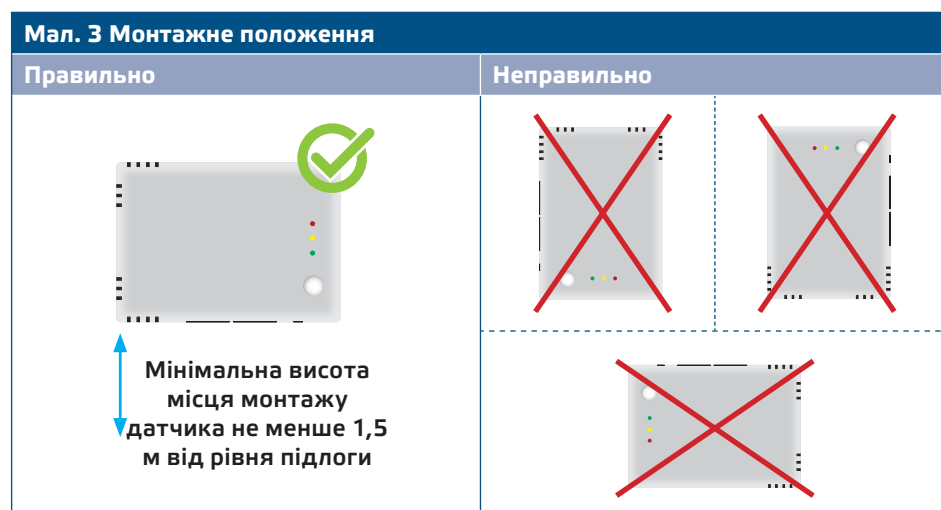 Мал. 3 Монтажне положення
Правильно
Неправильно
Мінімальна висота
місця монтажу
датчика не менше 1,5
м від рівня підлоги